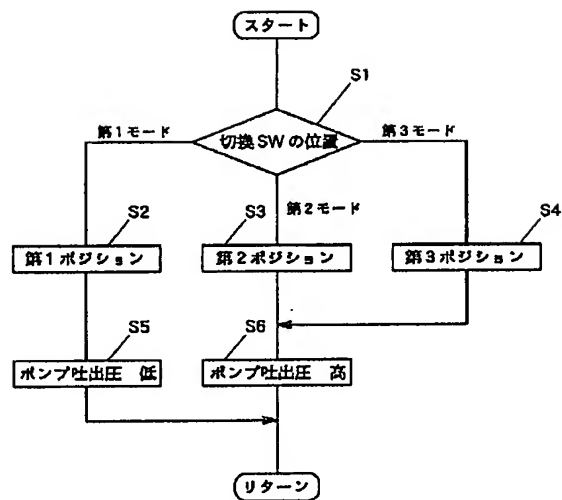 スタート
S1
切換SWの位置
第1モード
第3モード
第2モード
S2
S3
S4
第1ポジション
第2ポジション
第3ポジション
S5
S6
ポンプ吐出圧 低
ポンプ吐出圧 高
リターン